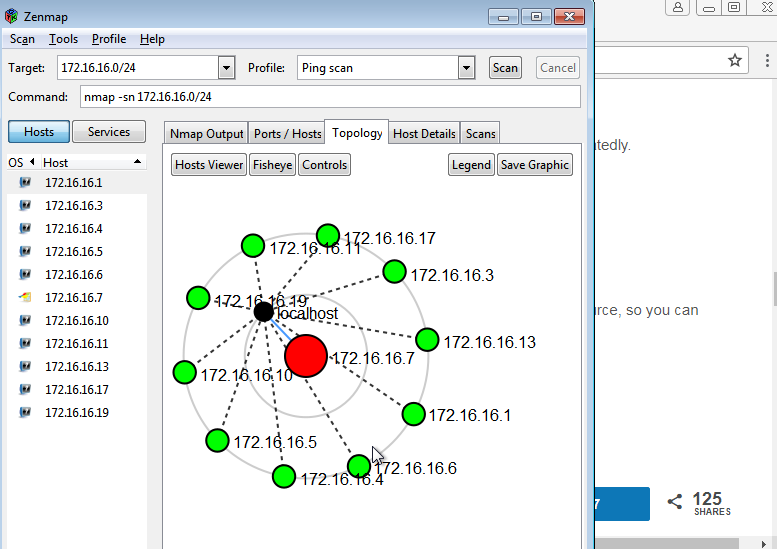 Zenmap
Scan Tools Profile Help
Target: 172.16.16.0/24 Profile: Ping scan Scan Cancel
Command: nmap -sn 172.16.16.0/24
Hosts Services
Nmap Output Ports / Hosts Topology Host Details Scans
OS Host
Hosts Viewer Fisheye Controls Legend Save Graphic
172.16.16.1
172.16.16.3
172.16.16.4
172.16.16.5
172.16.16.6
172.16.16.7
172.16.16.10
172.16.16.11
172.16.16.13
172.16.16.17
172.16.16.19
172.16.16.17
172.16.16.11
172.16.16.3
172.16.16.19
localhost
172.16.16.13
172.16.16.7
172.16.16.10
172.16.16.1
172.16.16.5
172.16.16.6
172.16.16.4
tedly.
so you can
7
125
SHARES